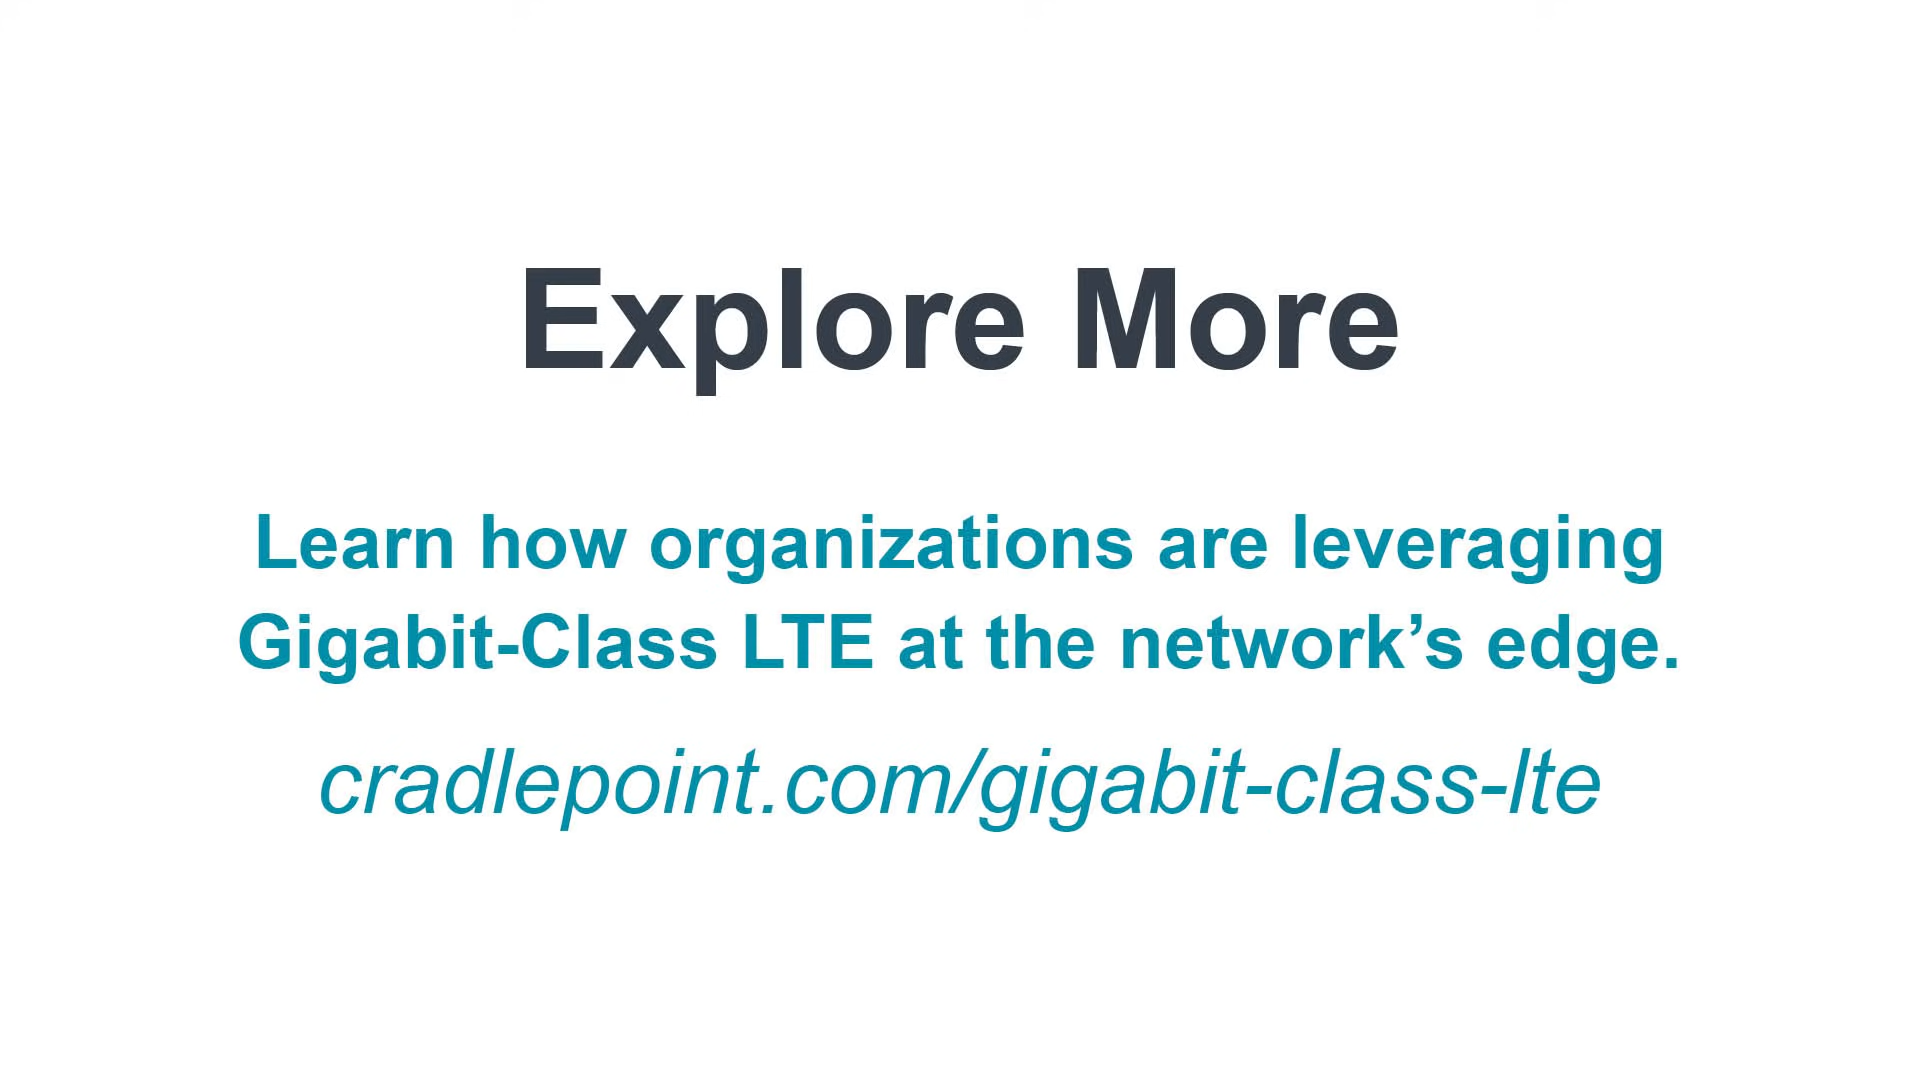 Explore More
Learn how organizations are leveraging
Gigabit-Class LTE at the network’s edge.
cradlepoint.com/gigabit-class-lte